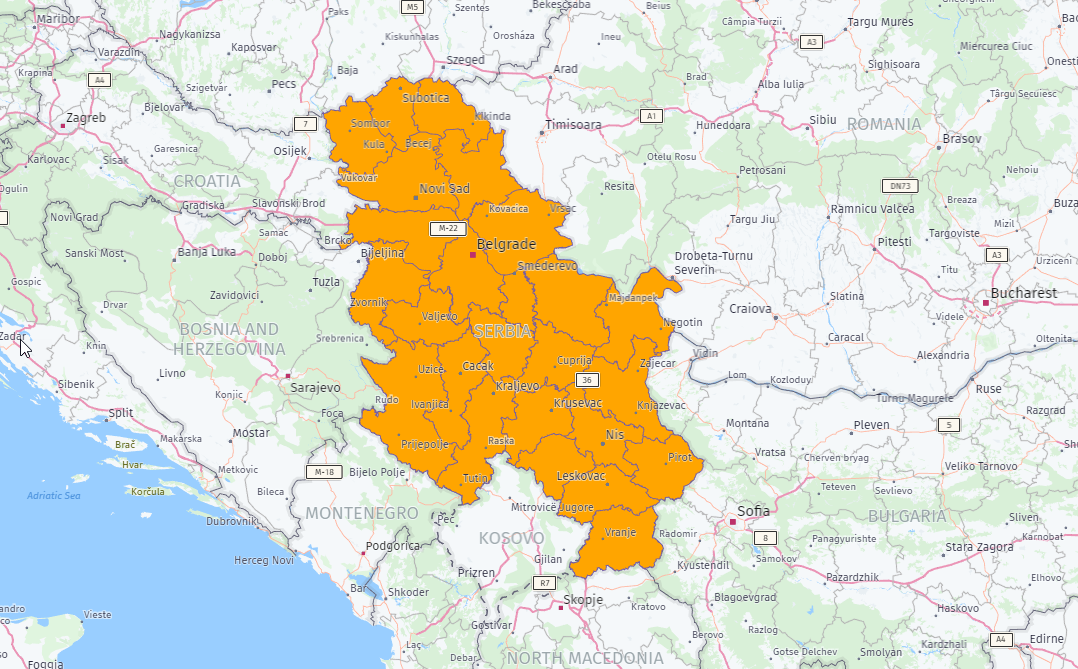 Maribor
Paks
M5
Szentes
Bekescsaba
Beius
Câmpia Turzii
Targu Mures
A3
Nagykanizsa
Kaposvar
Kiskunhalas
Orosháza
Ineu
Miercurea Ciuc
Varazdin
Krapina
A4
Szigetvar
Pecs
Baja
Szeged
Arad
Brad
Alba Iulia
Sighisoara
Onesti
Târgu Secuiesc
Zagreb
Bjelovar
7
Subotica
Sombor
Kikinda
Timisoara
A1
Hunedoara
Sibiu
ROMANIA
Brasov
Karlovac
Sisak
Garesnica
Osijek
Kula
Becej
Otelu Rosu
Petrosani
Nehoiu
Ogulin
CROATIA
Vukovar
Novi Sad
Resita
DN73
Gradiska
Slavonski Brod
Kovacica
Vrsac
Ramnicu Valcea
Breaza
Buza
Novi Grad
Samac
Brcko
M-22
Belgrade
Targu Jiu
Targoviste
Mizil
Pitesti
Sanski Most
Banja Luka
Doboj
Bijeljina
Smederevo
Drobeta-Turnu
Severin
A3
Urziceni
Titu
Gospic
Tuzla
Zavidovici
Zvornik
Majdanpek
Slatina
Bucharest
Drvar
Valjevo
Craiova
Videle
Zadar
Knin
BOSNIA AND
HERZEGOVINA
Srebrenica
SERBIA
Negotin
Caracal
Oltenita
Vidin
Alexandria
Sibenik
Livno
Sarajevo
Uzice
Cacak
Cuprija
36
Zajecar
Lom
Kozloduy
Ruse
Konjic
Rudo
Kraljevo
Turnu Magurele
Split
Foca
Ivanjica
Krusevac
Knjazevac
Razgrad
Makarska
Mostar
Prijepolje
Raska
Nis
Montana
Pleven
5
Brač
Hvar
Metkovic
M-18
Bijelo Polje
Tutin
Leskovac
Pirot
Vratsa
Cherven bryag
Veliko Tarnovo
Adriatic Sea
Korčula
Bileca
Teteven
Sevlievo
Dubrovnik
MONTENEGRO
Pec
Mitrovicë
Jugore
Sofia
BULGARIA
Sliven
KOSOVO
Vranje
Radomir
8
Panagyurishte
Karnobat
Herceg Novi
Podgorica
Gjilan
Samokov
Stara Zagora
Prizren
R7
Kyustendil
Pazardzhik
Elhovo
Bar
Shkoder
Skopje
Kratovo
Blagoevgrad
Haskovo
Vieste
Gostivar
Berovo
Razlog
A4
Edirne
Laç
Debar
NORTH MACEDONIA
Gotse Delchev
Smolyan
Kardzhali
Foggia